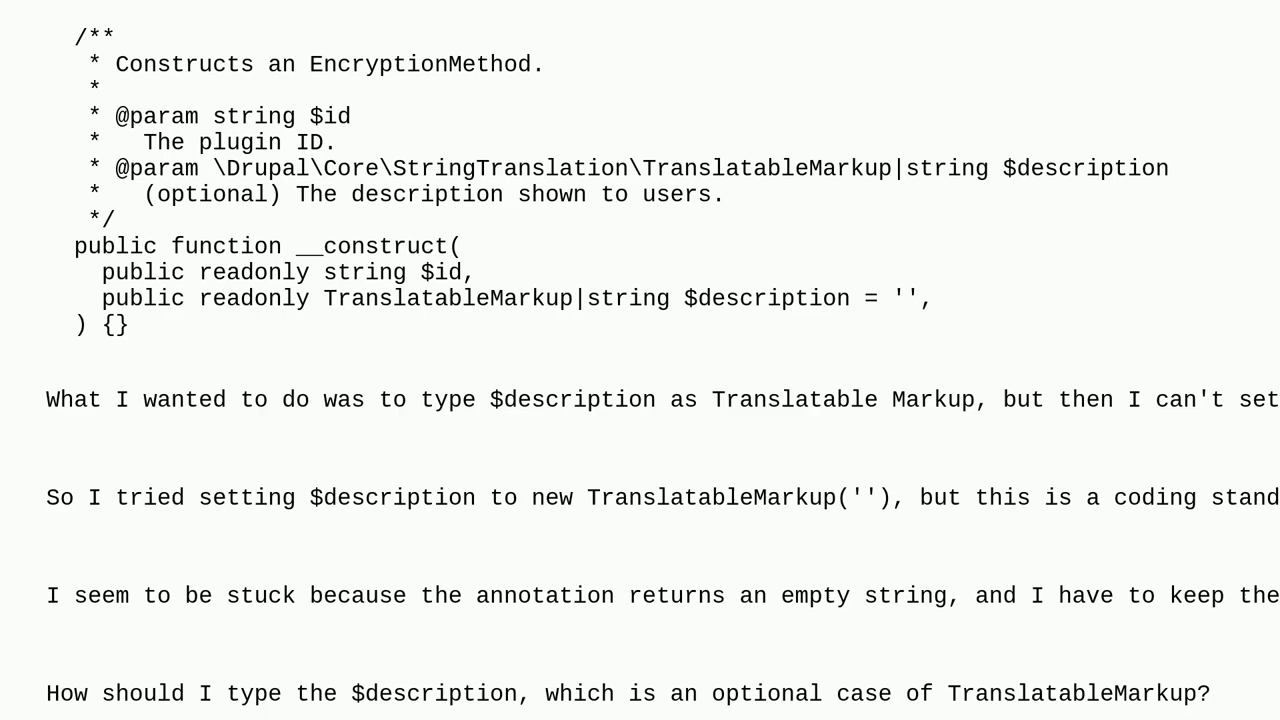 /**
 * Constructs an EncryptionMethod.
 *
 * @param string $id
 *   The plugin ID.
 * @param \Drupal\Core\StringTranslation\TranslatableMarkup|string $description
 *   (optional) The description shown to users.
 */
public function __construct(
  public readonly string $id,
  public readonly TranslatableMarkup|string $description = '',
) {}
What I wanted to do was to type $description as Translatable Markup, but then I can't set
So I tried setting $description to new TranslatableMarkup(''), but this is a coding stand
I seem to be stuck because the annotation returns an empty string, and I have to keep the
How should I type the $description, which is an optional case of TranslatableMarkup?